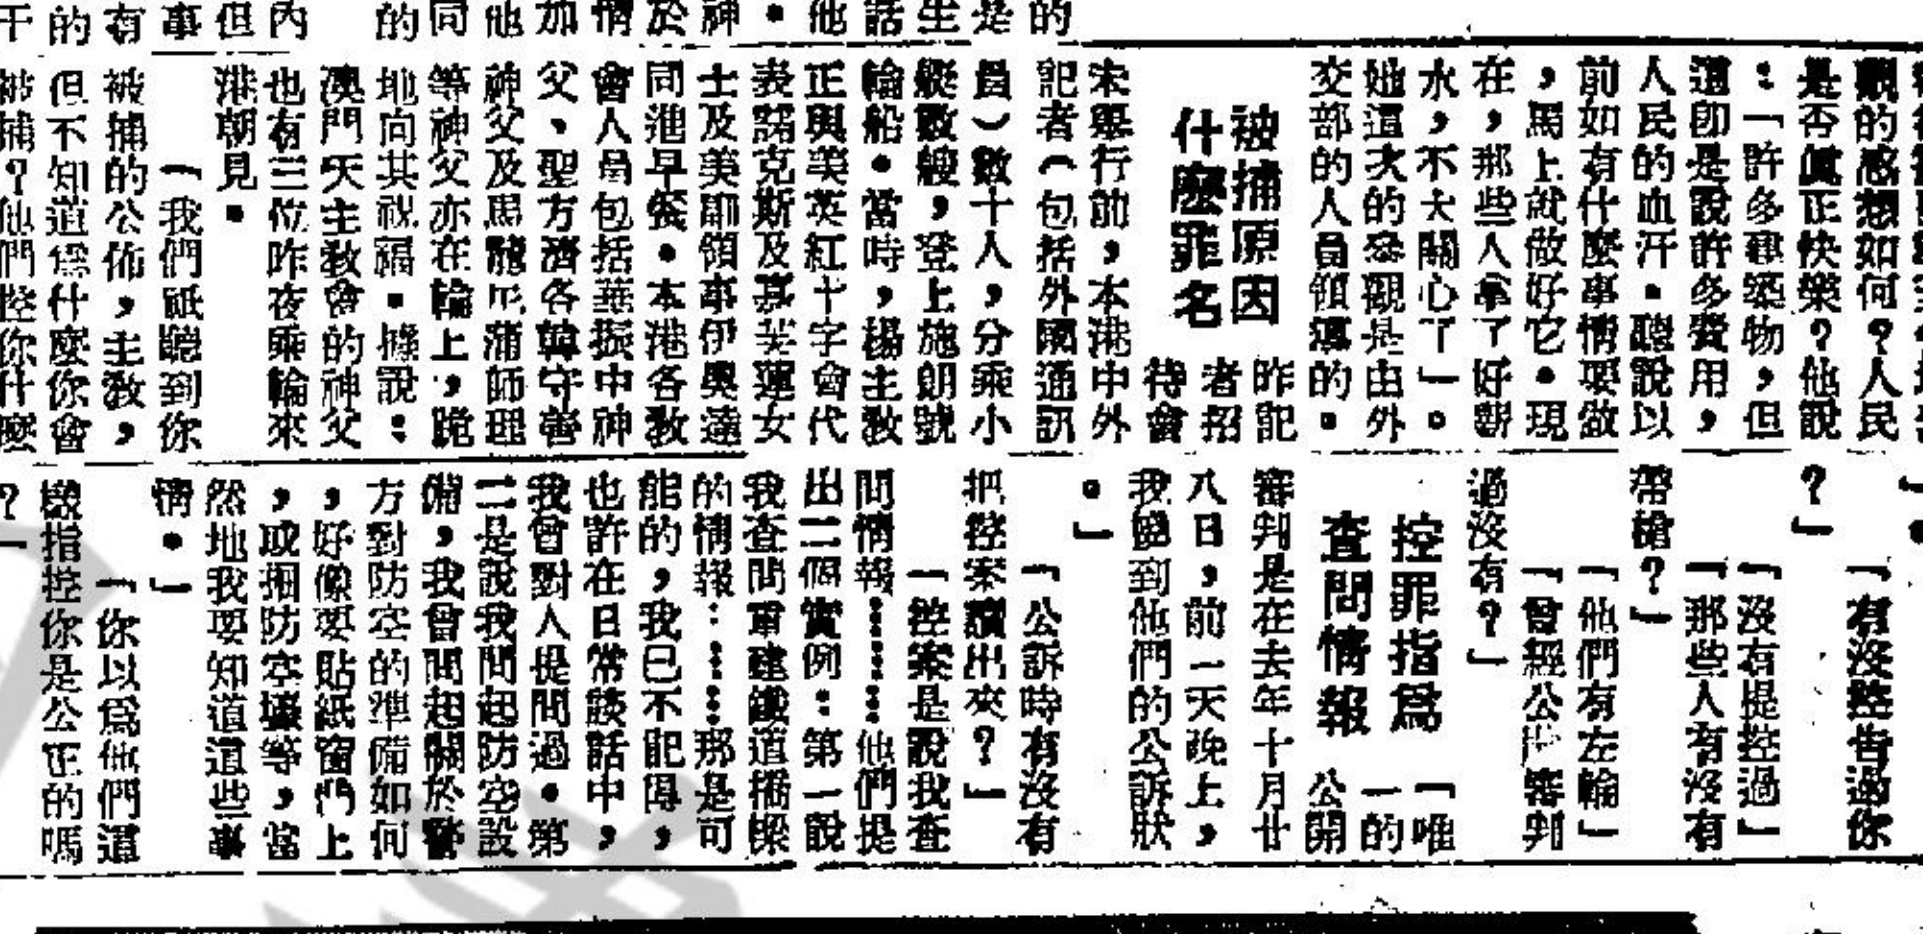 的
是
生
話
他
。
神
於
情
加
他
同
的
內
但
事
有
的
干
觀的感想如何？人民
是否眞正快樂？他說
：「許多建築物，但
這即是說許多費用，
人民的血汗。聽說以
前如有什麼事情要做
，馬上就做好它。現
在，那些人拿了好薪
水，不大關心了」。
她這次的參觀是由外
交部的人員領導的。
被捕原因
什麼罪名
昨記
者招
待會
未舉行前，本港中外
記者（包括外國通訊
員）數十人，分乘小
艇數艘，登上施朗號
輪船。當時，楊主教
正與美英紅十字會代
表諾克斯及慕芙蓮女
士及美副領事伊奧達
同進早餐。本港各教
會人員包括華振中神
父、聖方濟各韓守善
神父及馬龍尼蒲師理
等神父亦在輪上，跪
地向其祝福。據說：
澳門天主教會的神父
也有三位昨夜乘輪來
港朝見。
「我們祇聽到你
被捕的公佈，主教，
但不知道爲什麼你會
被捕？他們控你什麼
」。
「有沒控告過你
？」
「沒有提控過」
「那些人有沒有
帶槍？」
「他們有左輪」
「曾經公開審判
過沒有？」
控罪指爲
查問情報
「唯
一的
公開
審判是在去年十月廿
八日，前一天晚上，
我接到他們的公訴狀
。」
「公訴時有沒有
把控案讀出來？」
「控案是說我查
問情報………他們提
出二個實例：第一說
我查問重建鐵道橋樑
的情報………那是可
能的，我已不記得，
也許在日常談話中，
我曾對人提問過。第
二是說我問起防空設
備，我曾問起關於警
方對防空的準備如何
，好像要貼紙窗門上
，或掘防空壕等，當
然地我要知道這些事
情。」
「你以爲他們這
樣指控你是公正的嗎
？」